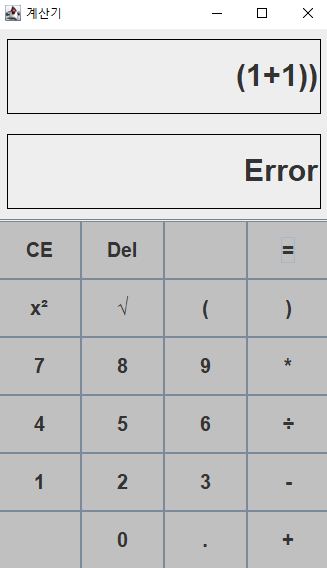 계산기
(1+1))
Error
CE Del =
x² √ ( )
7 8 9 *
4 5 6 ÷
1 2 3 -
0 . +